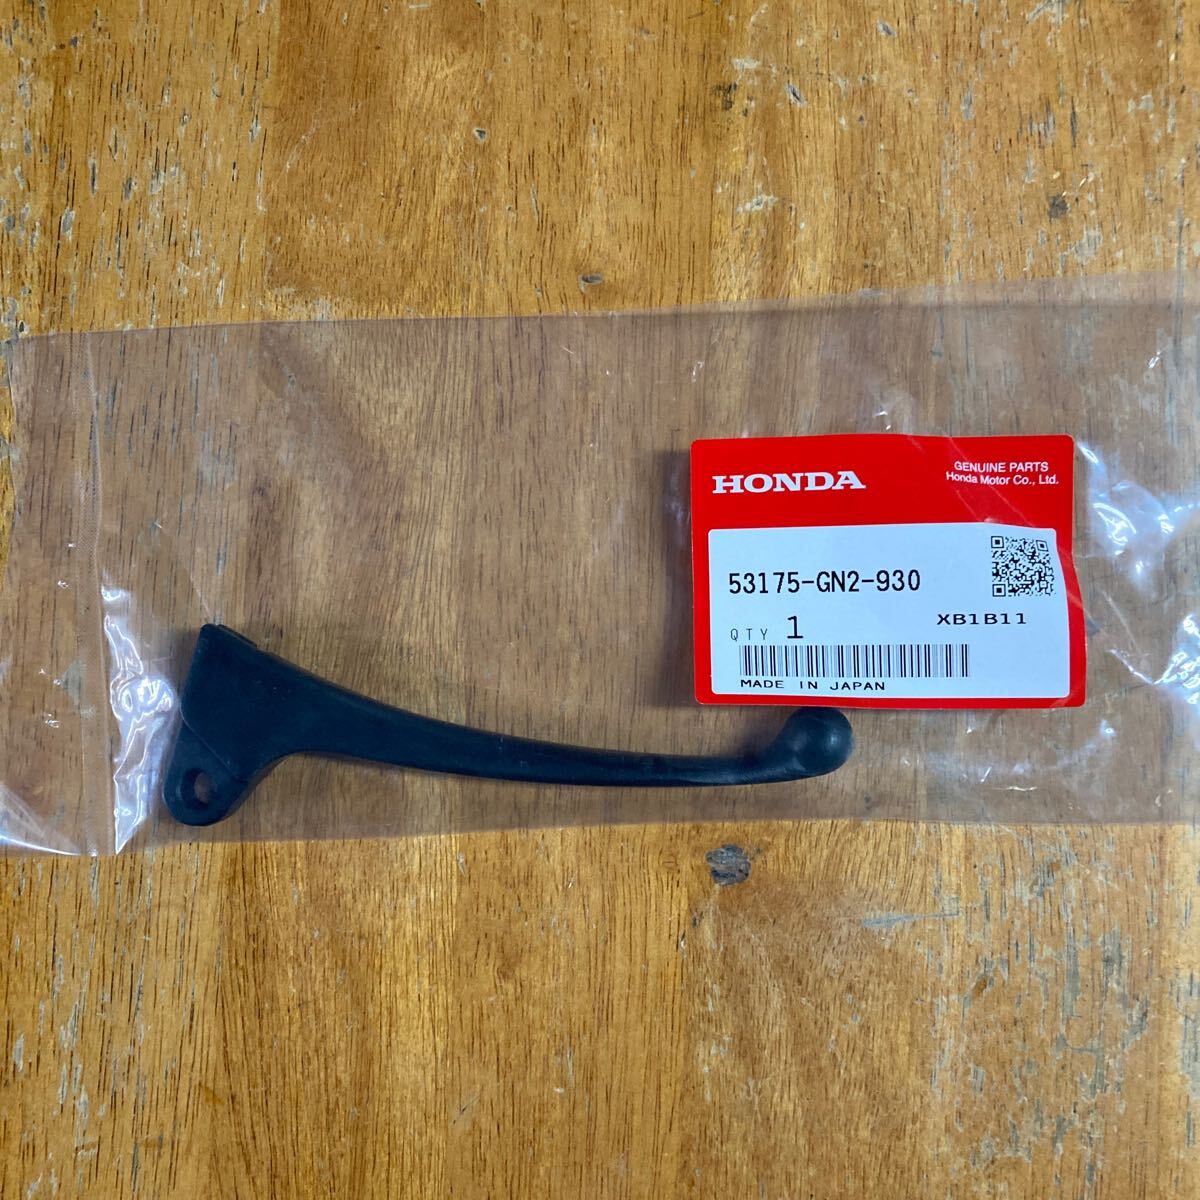 HONDA
GENUINE PARTS
Honda Motor Co., Ltd.
53175-GN2-930
QTY 1
XB1B11
MADE IN JAPAN